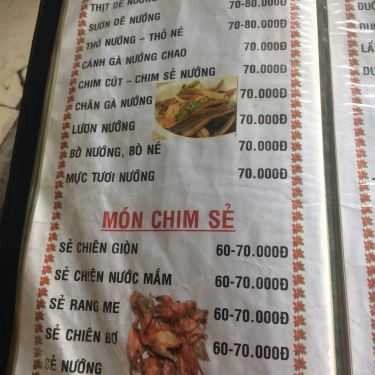 THỊT DÊ NƯỚNG 70-80.000Đ
SƯỜN DÊ NƯỚNG 70-80.000Đ
THỎ NƯỚNG - THỎ NÉ 70.000Đ
CÁNH GÀ NƯỚNG CHAO 70.000Đ
CHIM CÚT - CHIM SẺ NƯỚNG 70.000Đ
CHÂN GÀ NƯỚNG 70.000Đ
LƯƠN NƯỚNG 70.000Đ
BÒ NƯỚNG, BÒ NÉ 70.000Đ
MỰC TƯƠI NƯỚNG 70.000Đ
MÓN CHIM SẺ
SẺ CHIÊN GIÒN 60-70.000Đ
SẺ CHIÊN NƯỚC MẮM 60-70.000Đ
SẺ RANG ME 60-70.000Đ
SẺ CHIÊN BƠ 60-70.000Đ
SẺ NƯỚNG